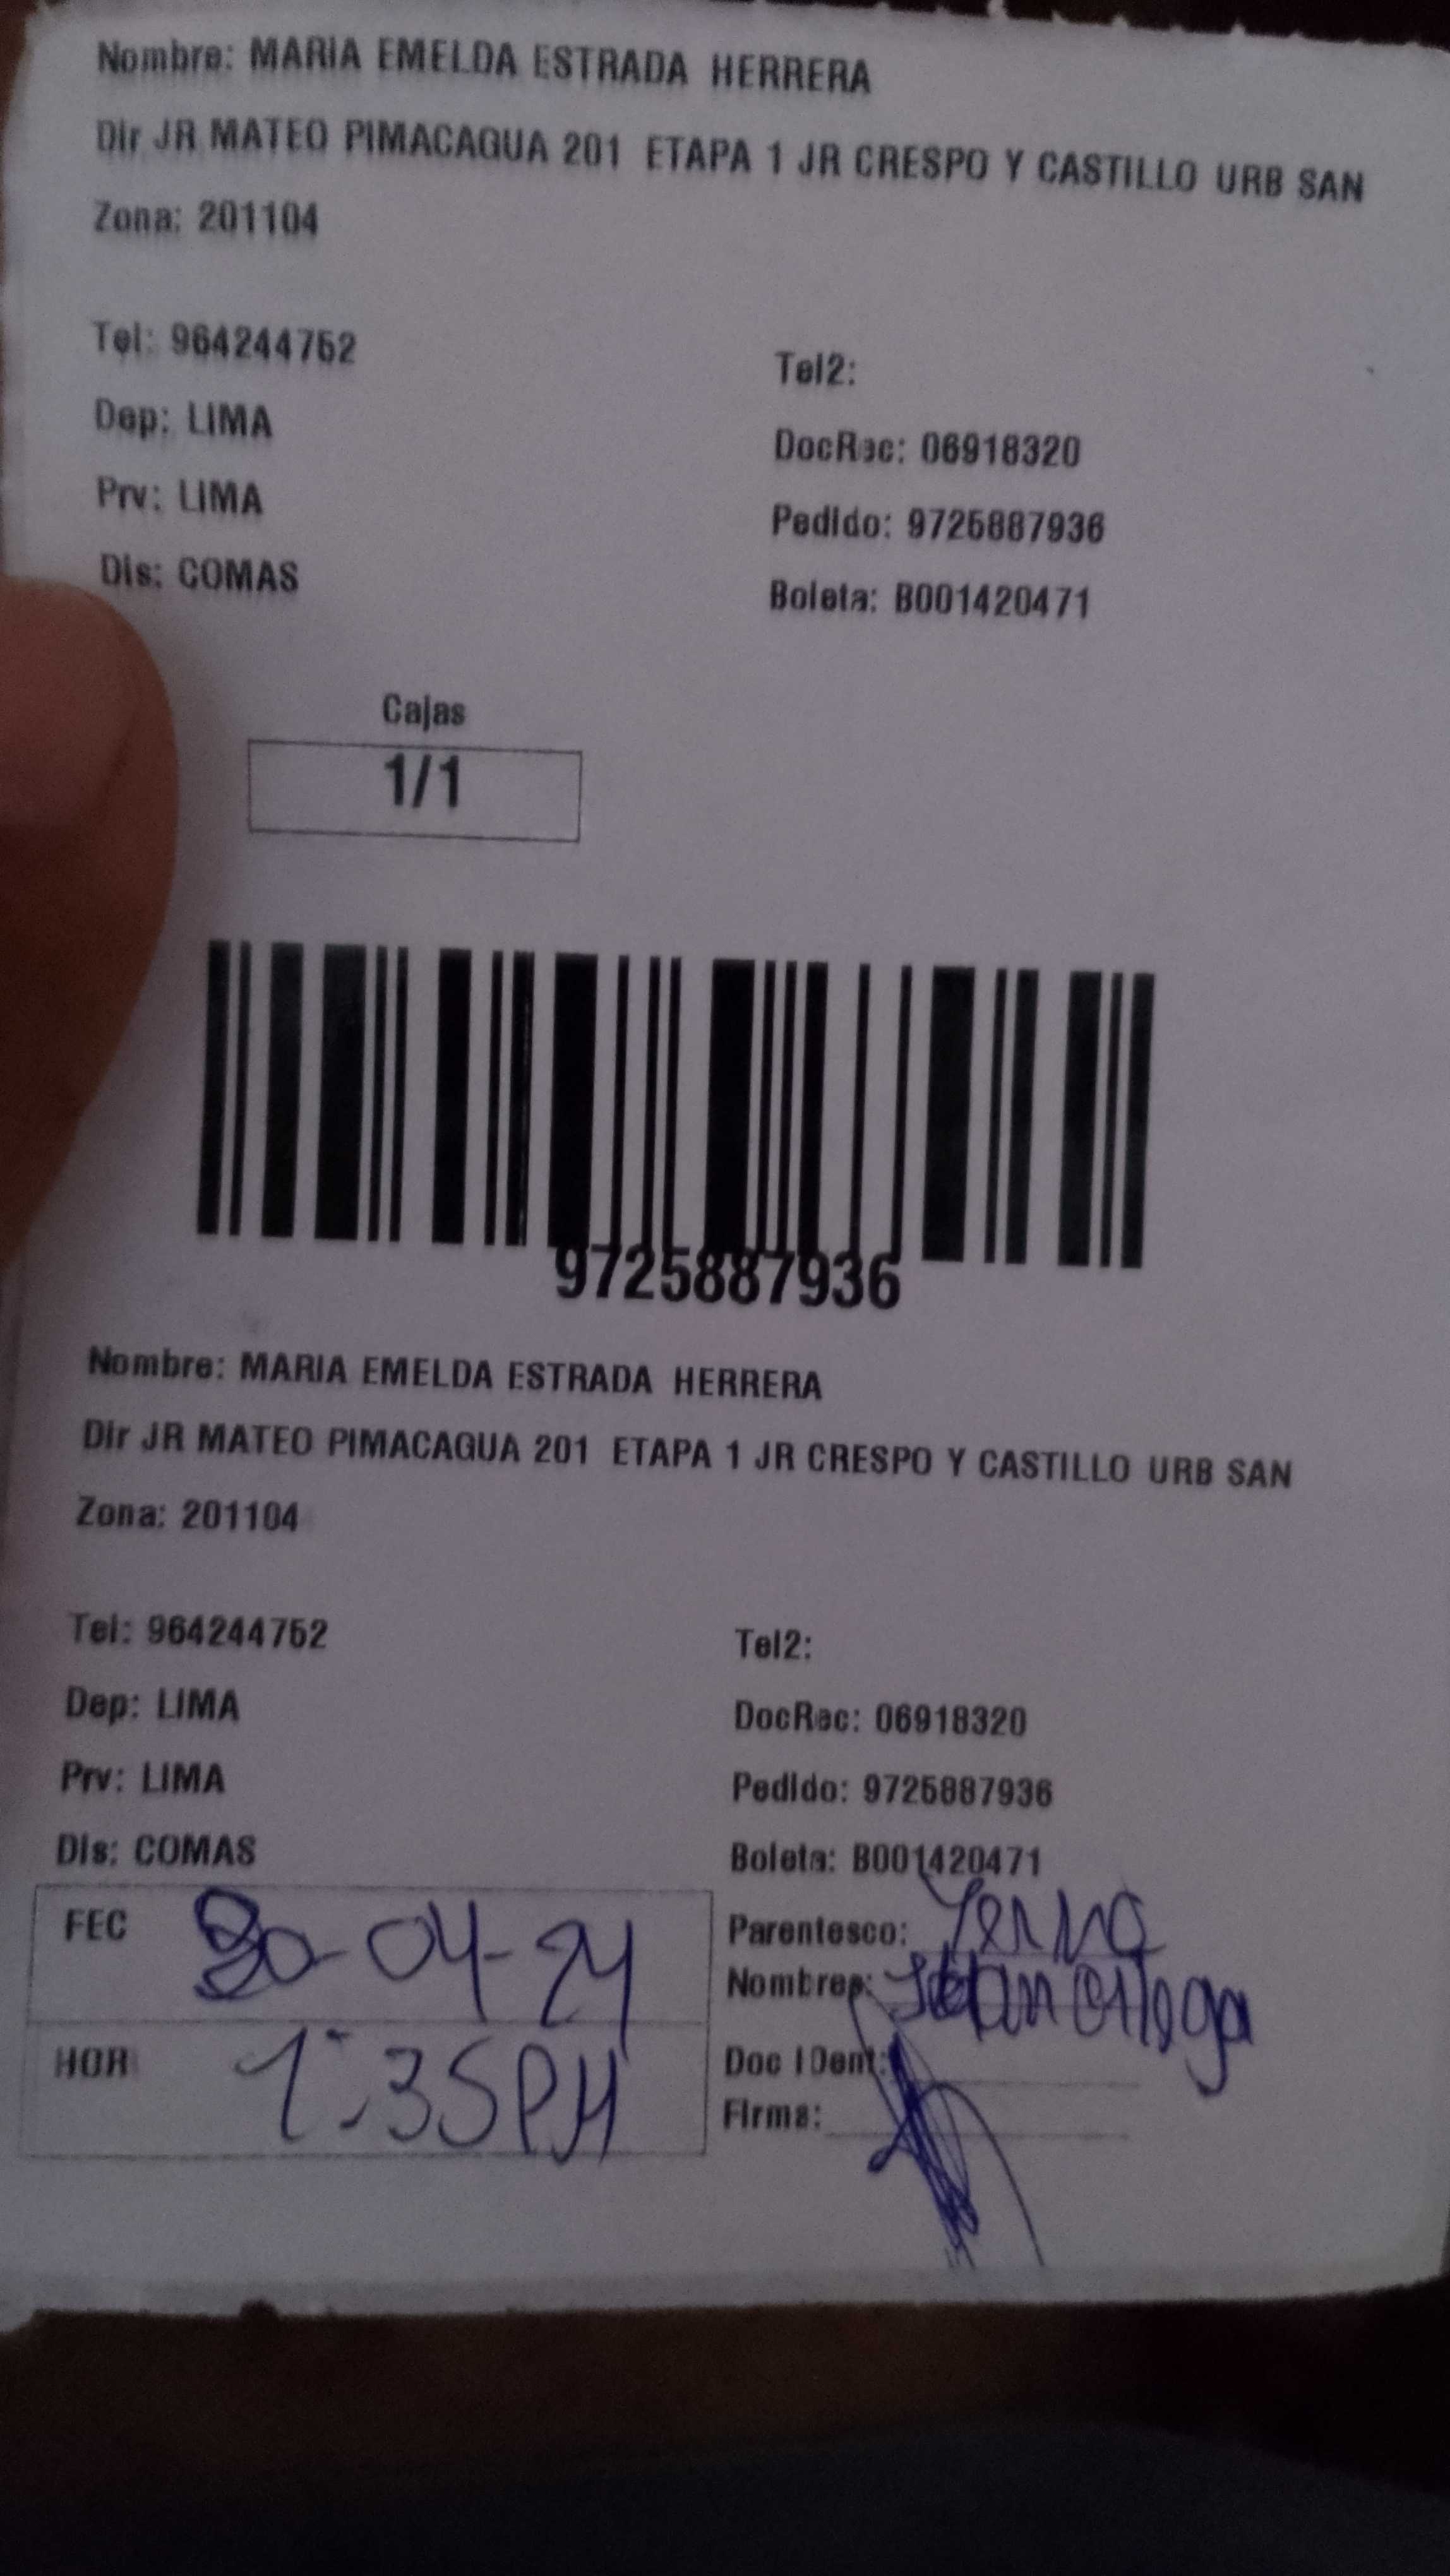 Nombre: MARIA EMELDA ESTRADA HERRERA
Dir JR MATEO PIMACAGUA 201 ETAPA 1 JR CRESPO Y CASTILLO URB SAN
Zona: 201104
Tel: 964244752
Tel2:
Dep: LIMA
DocRec: 06918320
Prv: LIMA
Pedido: 9725887936
Dis: COMAS
Boleta: B001420471
Cajas
1/1
9725887936
Nombre: MARIA EMELDA ESTRADA HERRERA
Dir JR MATEO PIMACAGUA 201 ETAPA 1 JR CRESPO Y CASTILLO URB SAN
Zona: 201104
Tel: 964244752
Tel2:
Dep: LIMA
DocRec: 06918320
Prv: LIMA
Pedido: 9725887936
Dis: COMAS
Boleta: B001420471
FEC 30-04-24
Parentesco: Yerno
Nombres:
HOR 1:35 PM
Doc IDent:
Firma: